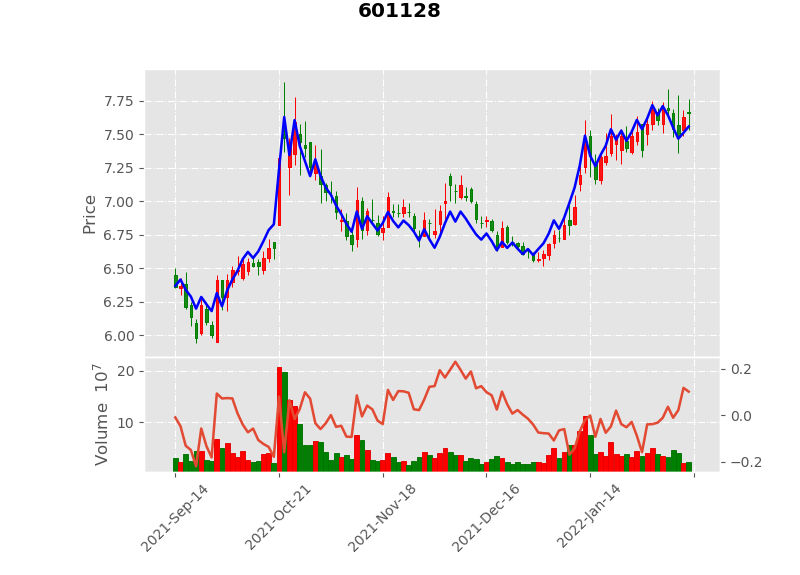 601128
Price
7.75
7.50
7.25
7.00
6.75
6.50
6.25
6.00
Volume 10^7
20
10
0.2
0.0
−0.2
2021-Sep-14
2021-Oct-21
2021-Nov-18
2021-Dec-16
2022-Jan-14